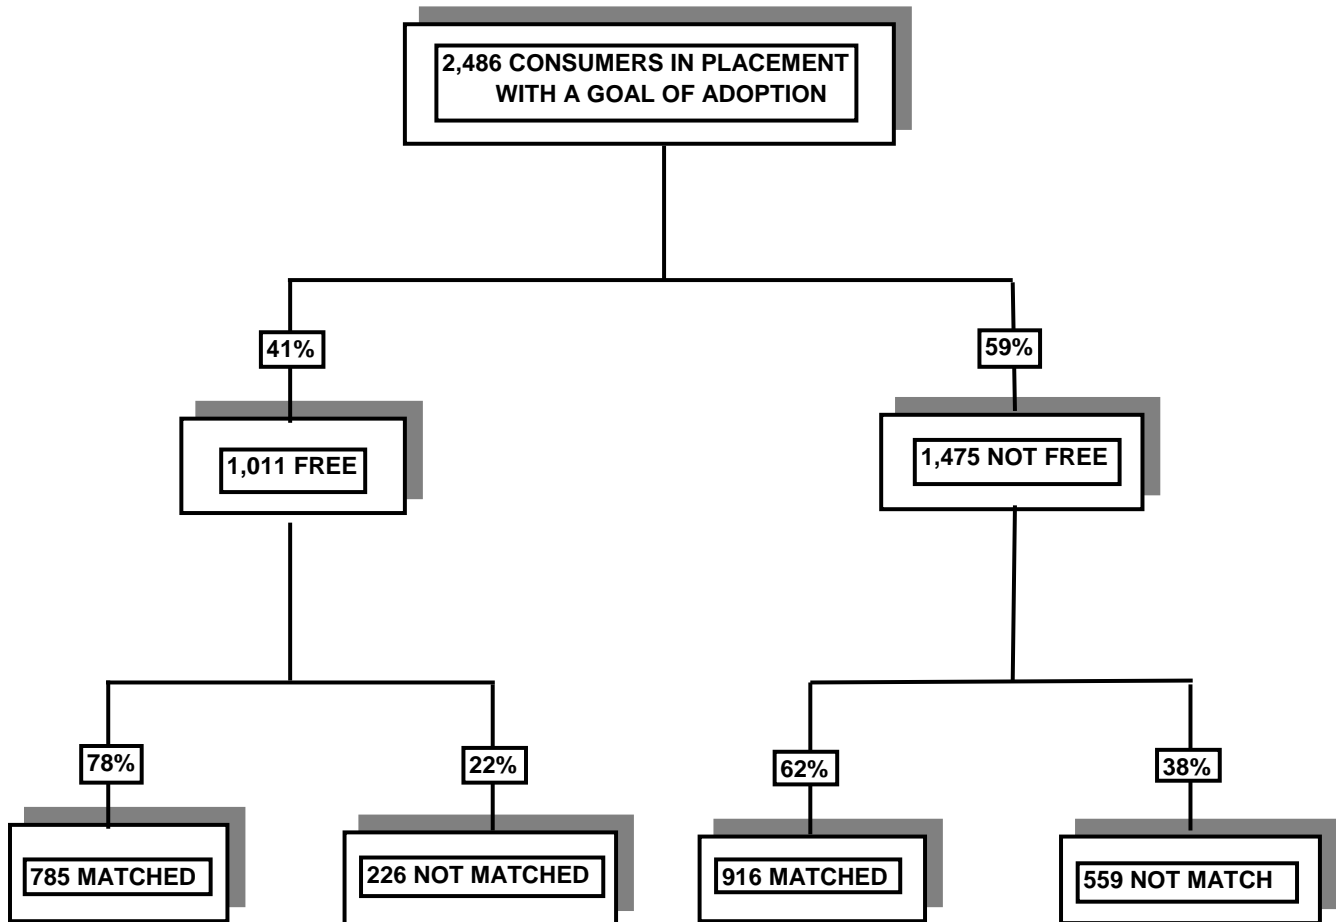 2,486 CONSUMERS IN PLACEMENT
WITH A GOAL OF ADOPTION
41%
59%
1,011 FREE
1,475 NOT FREE
78%
22%
62%
38%
785 MATCHED
226 NOT MATCHED
916 MATCHED
559 NOT MATCH